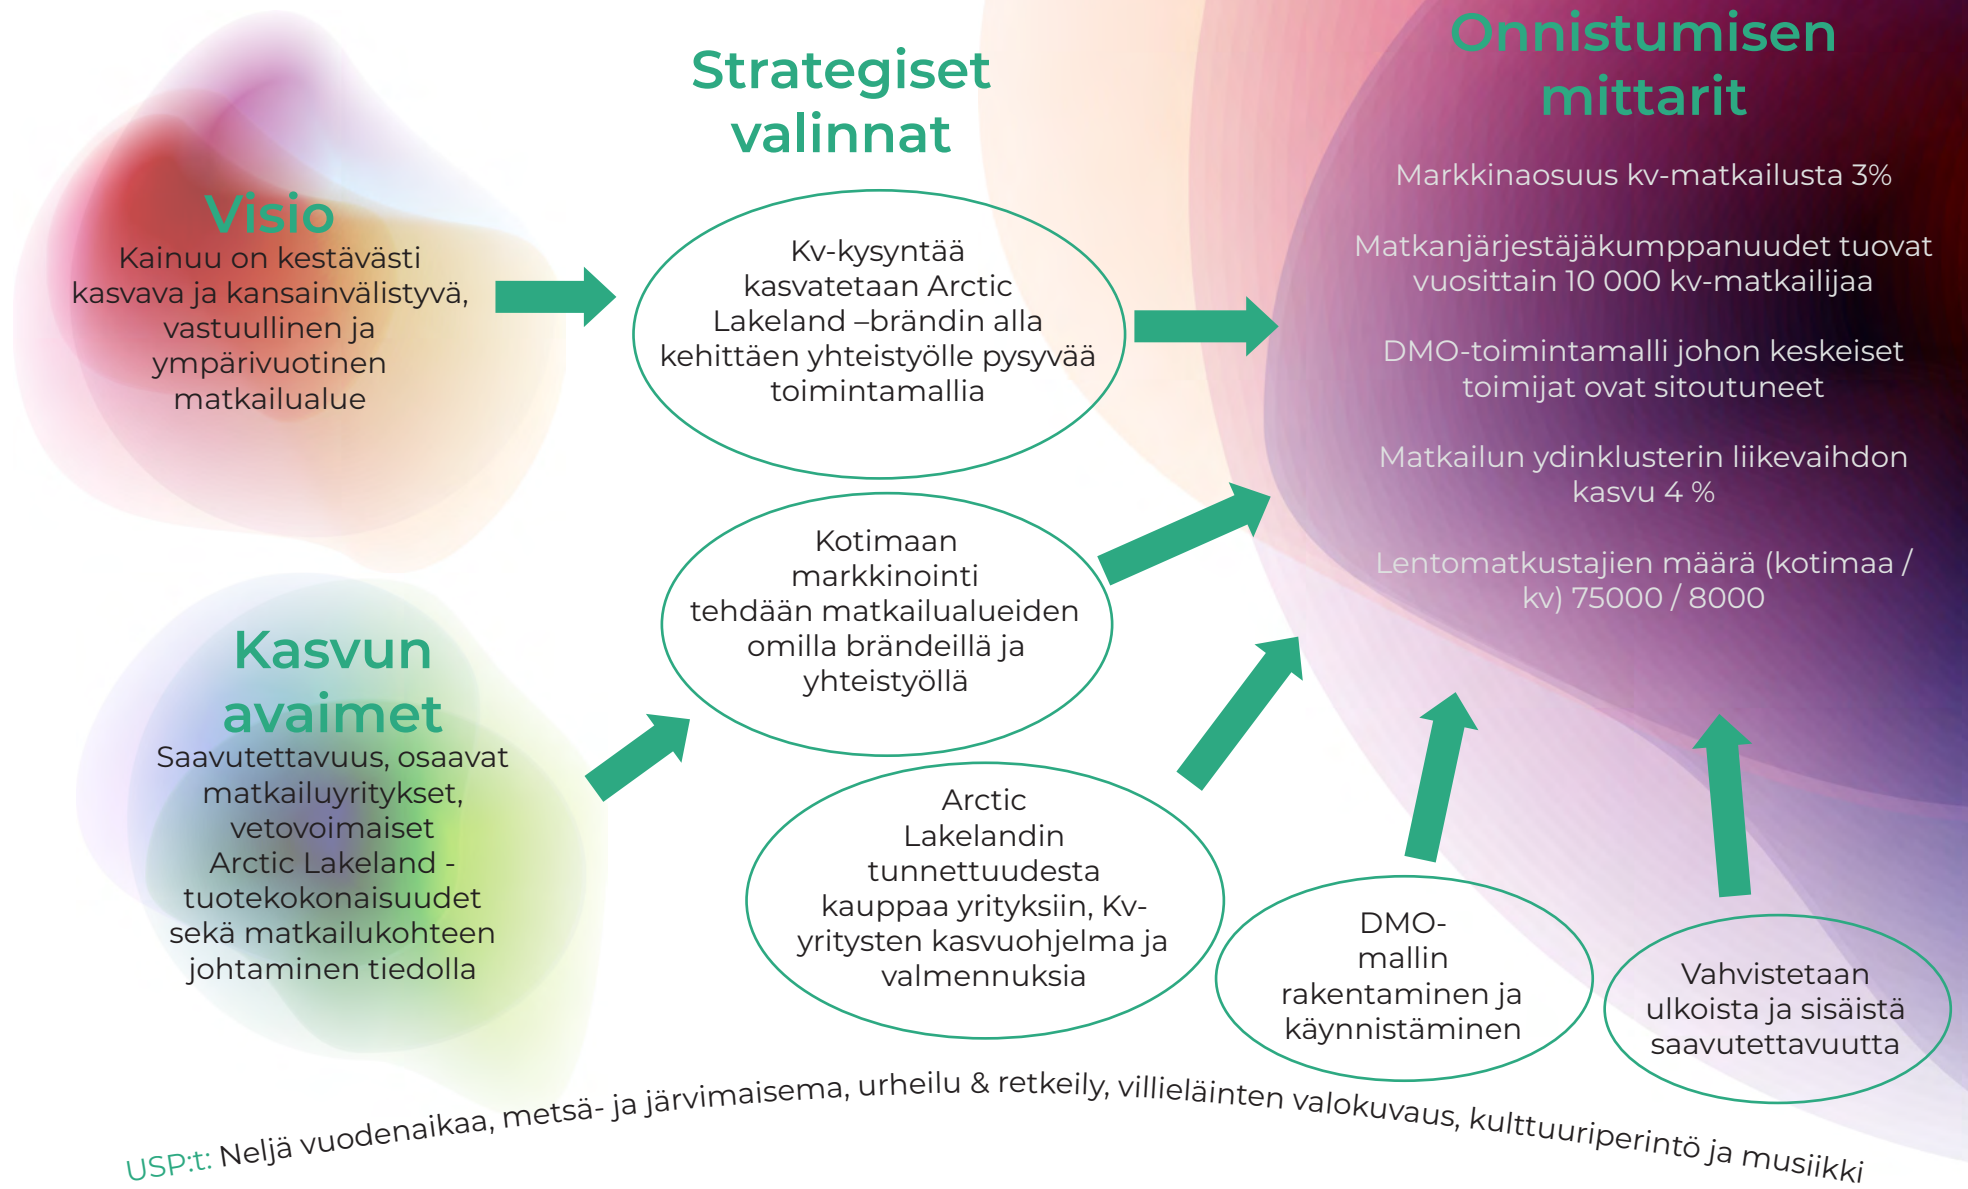 Visio
Kainuu on kestävästi
kasvava ja kansainvälistyvä,
vastuullinen ja
ympärivuotinen
matkailualue
Kasvun
avaimet
Saavutettavuus, osaavat
matkailuyritykset,
vetovoimaiset
Arctic Lakeland -
tuotekokonaisuudet
sekä matkailukohteen
johtaminen tiedolla
Strategiset
valinnat
Kv-kysyntää
kasvatetaan Arctic
Lakeland –brändin alla
kehittäen yhteistyölle pysyvää
toimintamallia
Kotimaan
markkinointi
tehdään matkailualueiden
omilla brändeillä ja
yhteistyöllä
Arctic
Lakelandin
tunnettuudesta
kauppaa yrityksiin, Kv-
yritysten kasvuohjelma ja
valmennuksia
DMO-
mallin
rakentaminen ja
käynnistäminen
Vahvistetaan
ulkoista ja sisäistä
saavutettavuutta
Onnistumisen
mittarit
Markkinaosuus kv-matkailusta 3%
Matkanjärjestäjäkumppanuudet tuovat
vuosittain 10 000 kv-matkailijaa
DMO-toimintamalli johon keskeiset
toimijat ovat sitoutuneet
Matkailun ydinklusterin liikevaihdon
kasvu 4 %
Lentomatkustajien määrä (kotimaa /
kv) 75000 / 8000
USP:t: Neljä vuodenaikaa, metsä- ja järvimaisema, urheilu & retkeily, villieläinten valokuvaus, kulttuuriperintö ja musiikki